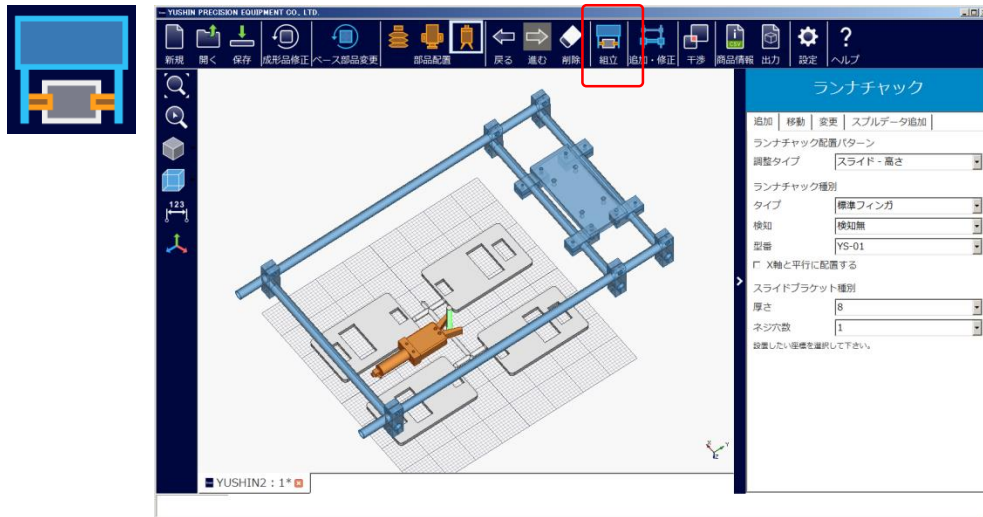 YUSHIN PRECISION EQUIPMENT CO., LTD.
新規 開く 保存 成形品修正 ベース部品変更 部品配置 戻る 進む 削除 組立 追加・修正 干渉 商品情報 出力 設定 ヘルプ
CSV
?
123
ランナチャック
追加 移動 変更 スプルデータ追加
ランナチャック配置パターン
調整タイプ スライド - 高さ
ランナチャック種別
タイプ 標準フィンガ
検知 検知無
型番 YS-01
X軸と平行に配置する
スライドブラケット種別
厚さ 8
ネジ穴数 1
設置したい座標を選択して下さい。
X Y Z
YUSHIN2 : 1*